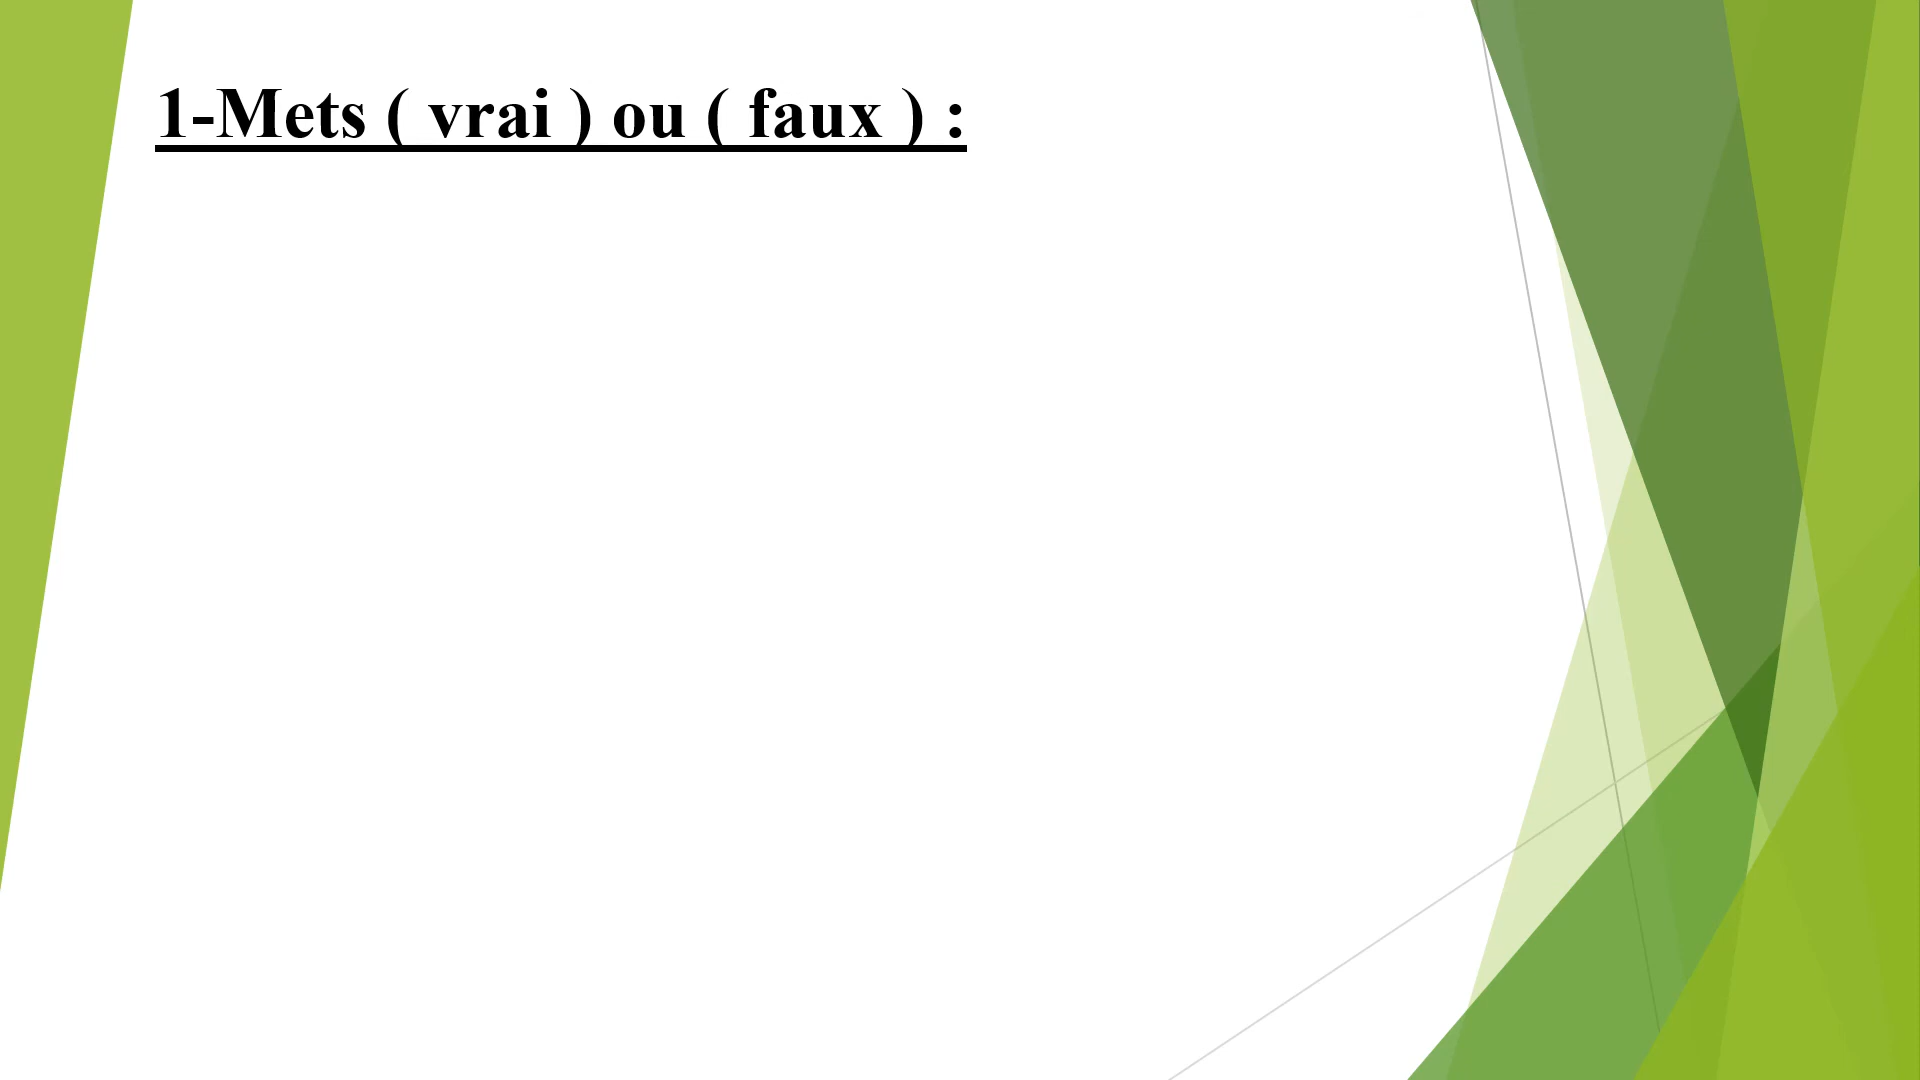 1-Mets ( vrai ) ou ( faux ) :